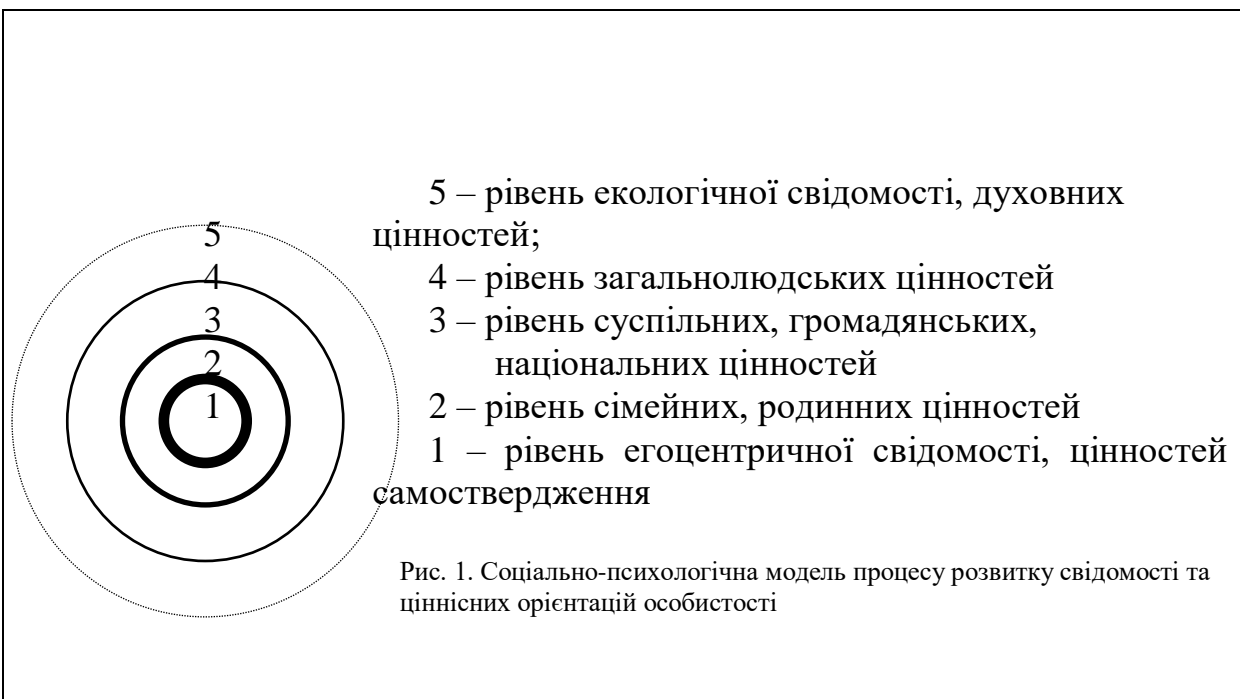 5
4
3
2
1
5 – рівень екологічної свідомості, духовних
цінностей;
4 – рівень загальнолюдських цінностей
3 – рівень суспільних, громадянських,
національних цінностей
2 – рівень сімейних, родинних цінностей
1 – рівень егоцентричної свідомості, цінностей
самоствердження
Рис. 1. Соціально-психологічна модель процесу розвитку свідомості та
ціннісних орієнтацій особистості